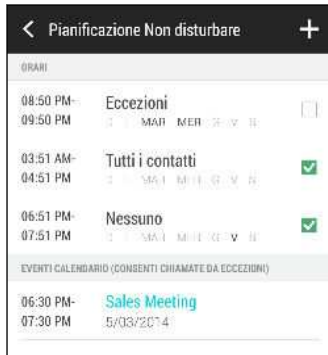 Pianificazione Non disturbare
ORARI
08:50 PM-
09:50 PM
Eccezioni
MAR MER G V
03:51 AM-
04:51 PM
Tutti i contatti
MER G V
06:51 PM-
07:51 PM
Nessuno
MER G V
EVENTI CALENDARIO (CONSENTI CHIAMATE DA ECCEZIONI)
06:30 PM-
07:30 PM
Sales Meeting
5/03/2014